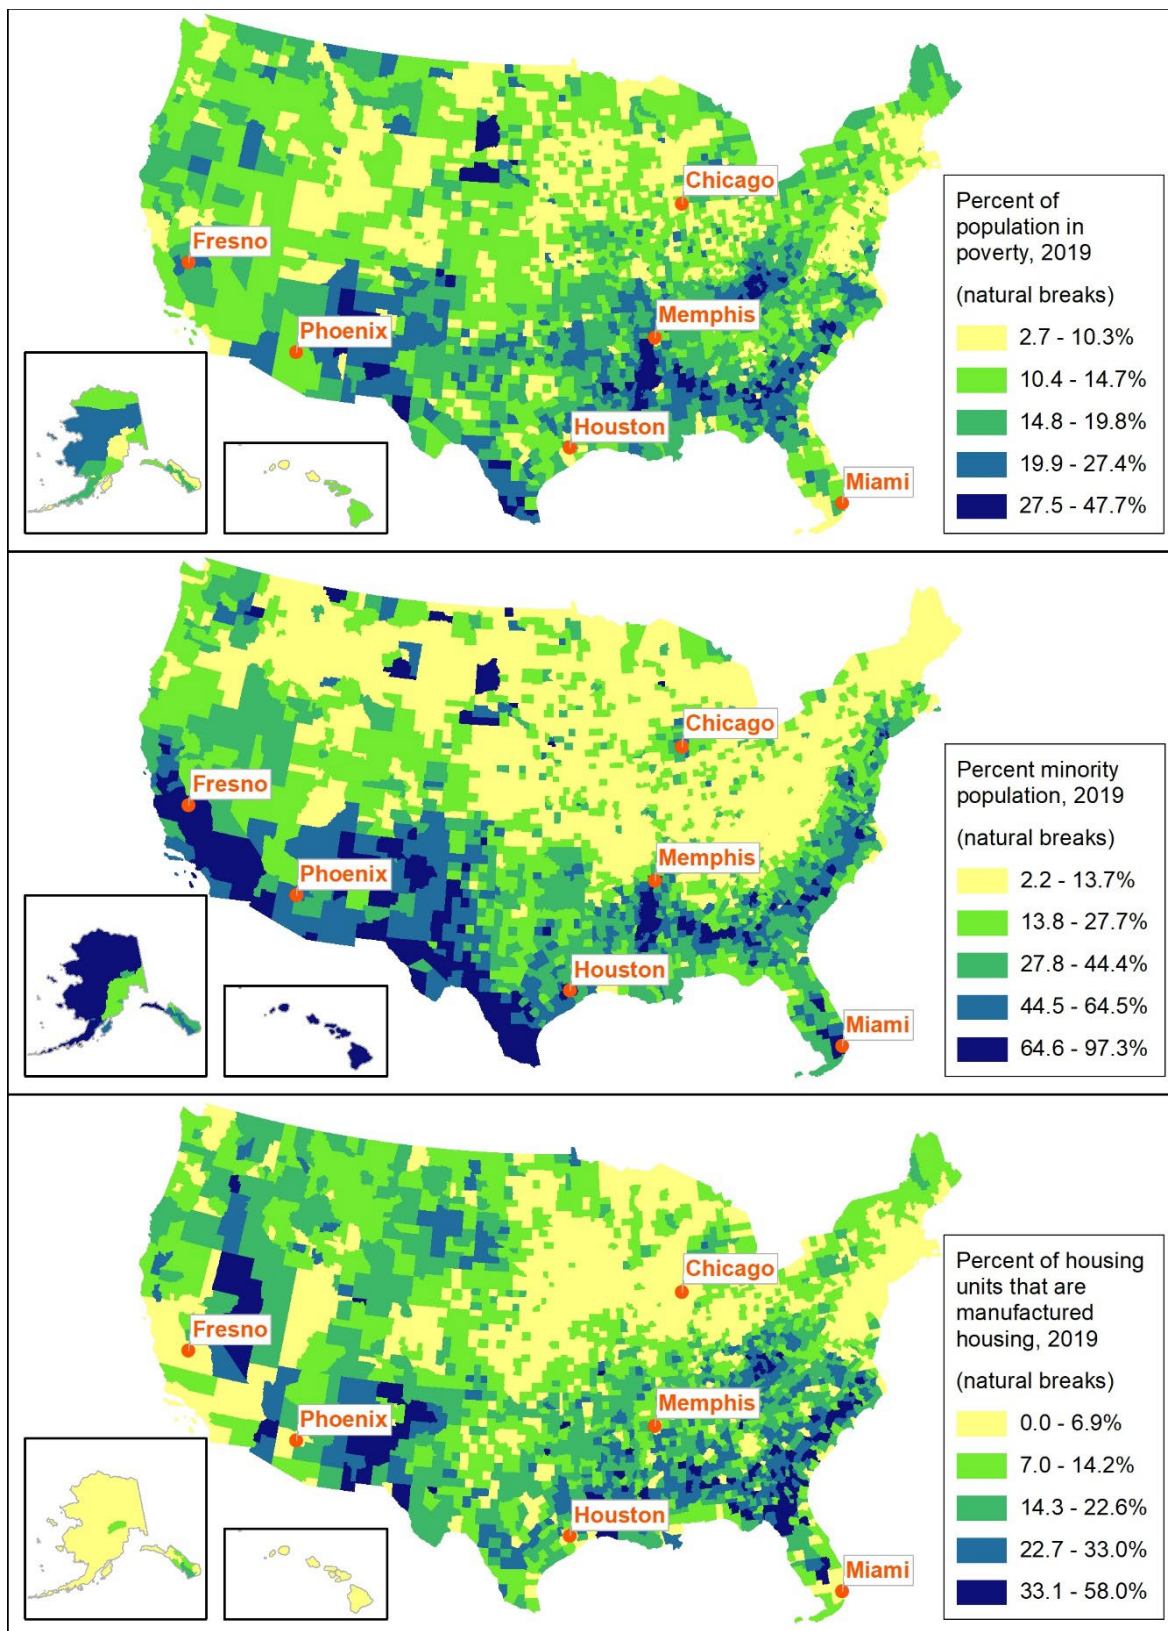 Chicago
Fresno
Memphis
Phoenix
Houston
Miami
Percent of
population in
poverty, 2019
(natural breaks)
2.7 - 10.3%
10.4 - 14.7%
14.8 - 19.8%
19.9 - 27.4%
27.5 - 47.7%
Chicago
Fresno
Memphis
Phoenix
Houston
Miami
Percent minority
population, 2019
(natural breaks)
2.2 - 13.7%
13.8 - 27.7%
27.8 - 44.4%
44.5 - 64.5%
64.6 - 97.3%
Chicago
Fresno
Memphis
Phoenix
Houston
Miami
Percent of housing
units that are
manufactured
housing, 2019
(natural breaks)
0.0 - 6.9%
7.0 - 14.2%
14.3 - 22.6%
22.7 - 33.0%
33.1 - 58.0%